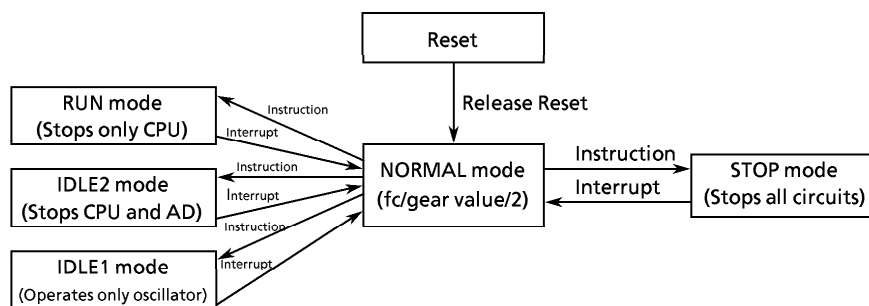 Reset
Release Reset
RUN mode
(Stops only CPU)
Instruction
Interrupt
IDLE2 mode
(Stops CPU and AD)
Instruction
Interrupt
IDLE1 mode
(Operates only oscillator)
Instruction
Interrupt
NORMAL mode
(fc/gear value/2)
Instruction
Interrupt
STOP mode
(Stops all circuits)